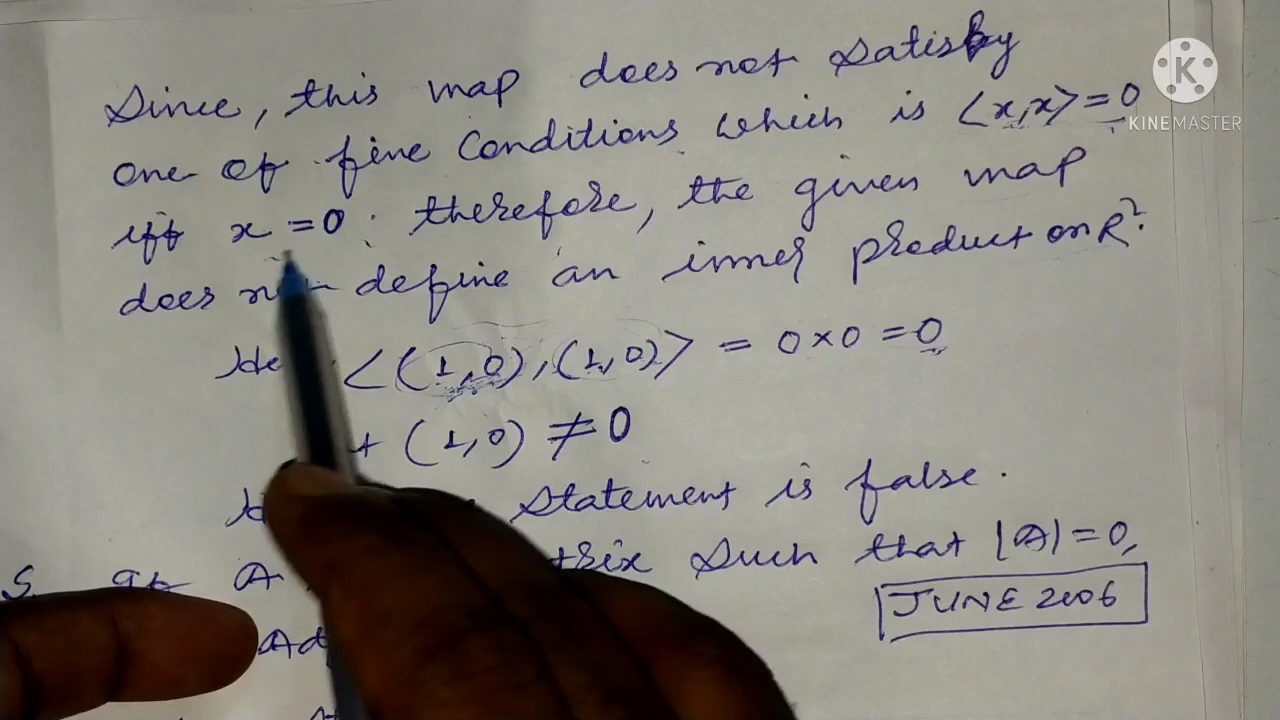 Since, this map does not satisfy
KINEMASTER
one of five conditions which is <x,x> = 0
iff x = 0. therefore, the given map
does define an inner product on R².
<(1,0),(1,0)> = 0×0 = 0
(1,0) ≠ 0
statement is false.
5. If A such that |A| = 0,
JUNE 2006